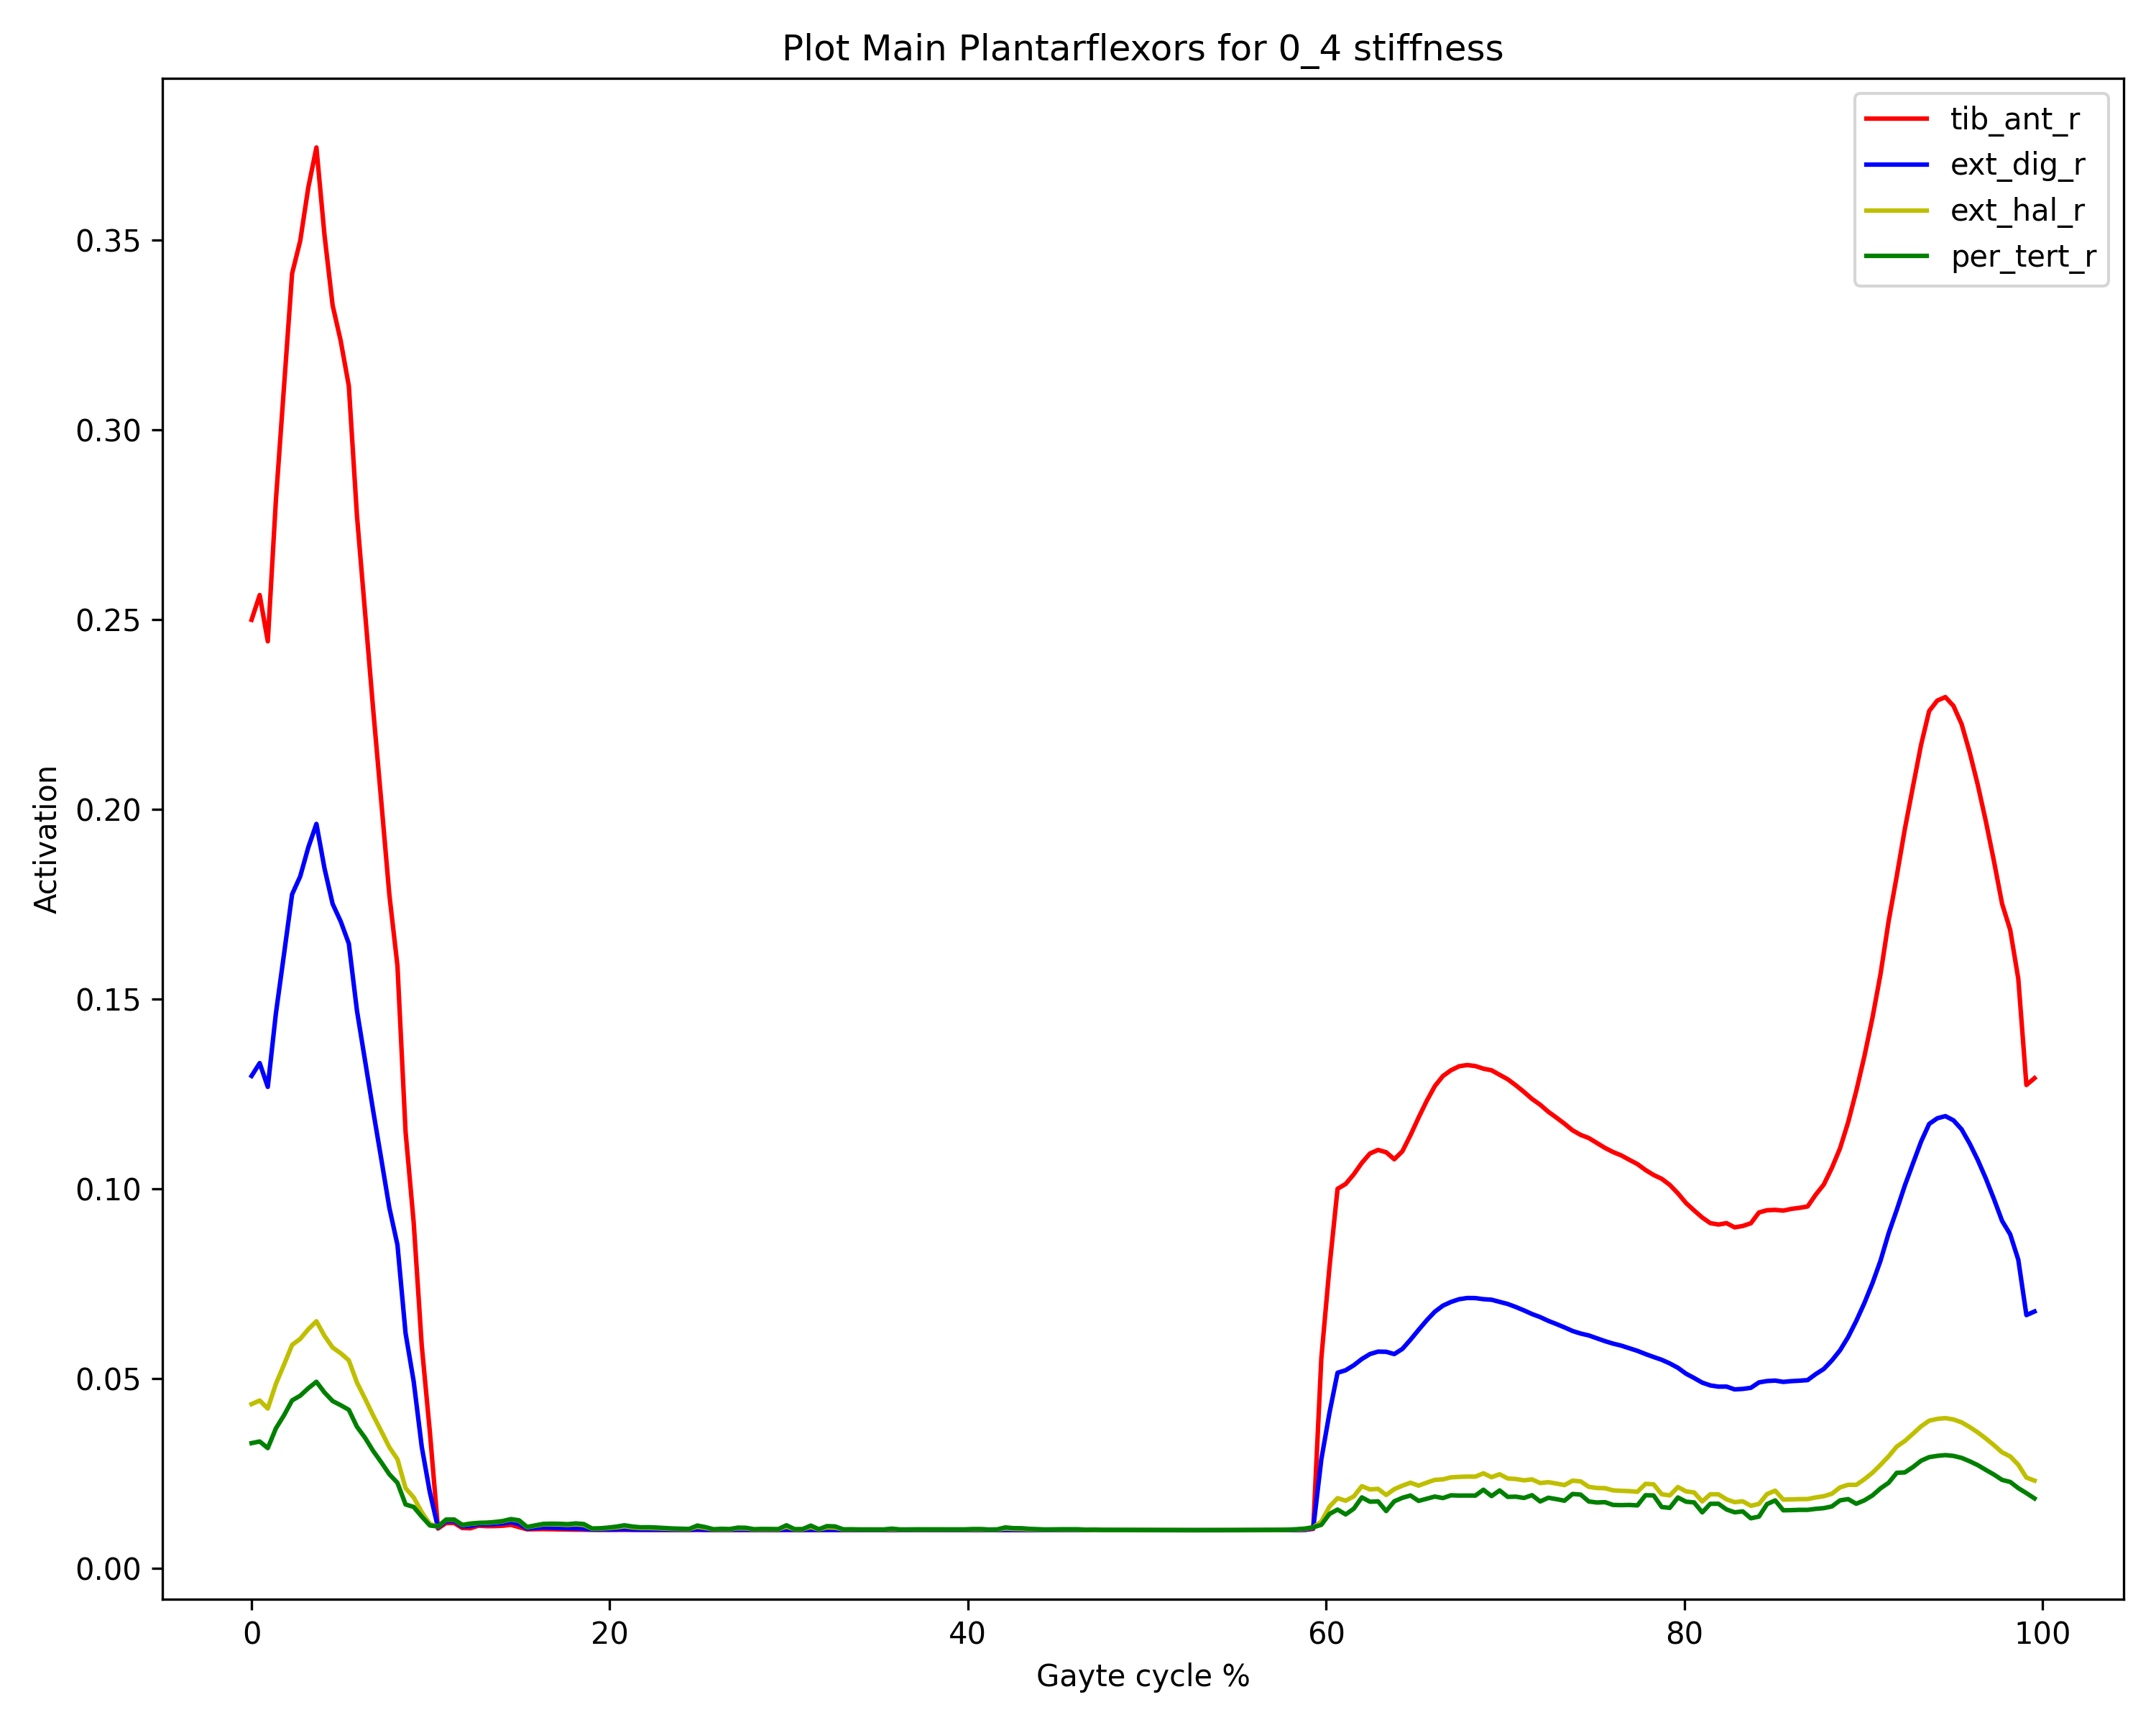 Plot Main Plantarflexors for 0_4 stiffness
tib_ant_r
ext_dig_r
ext_hal_r
per_tert_r
0.35
0.30
0.25
0.20
0.15
0.10
0.05
0.00
Activation
0 20 40 60 80 100
Gayte cycle %